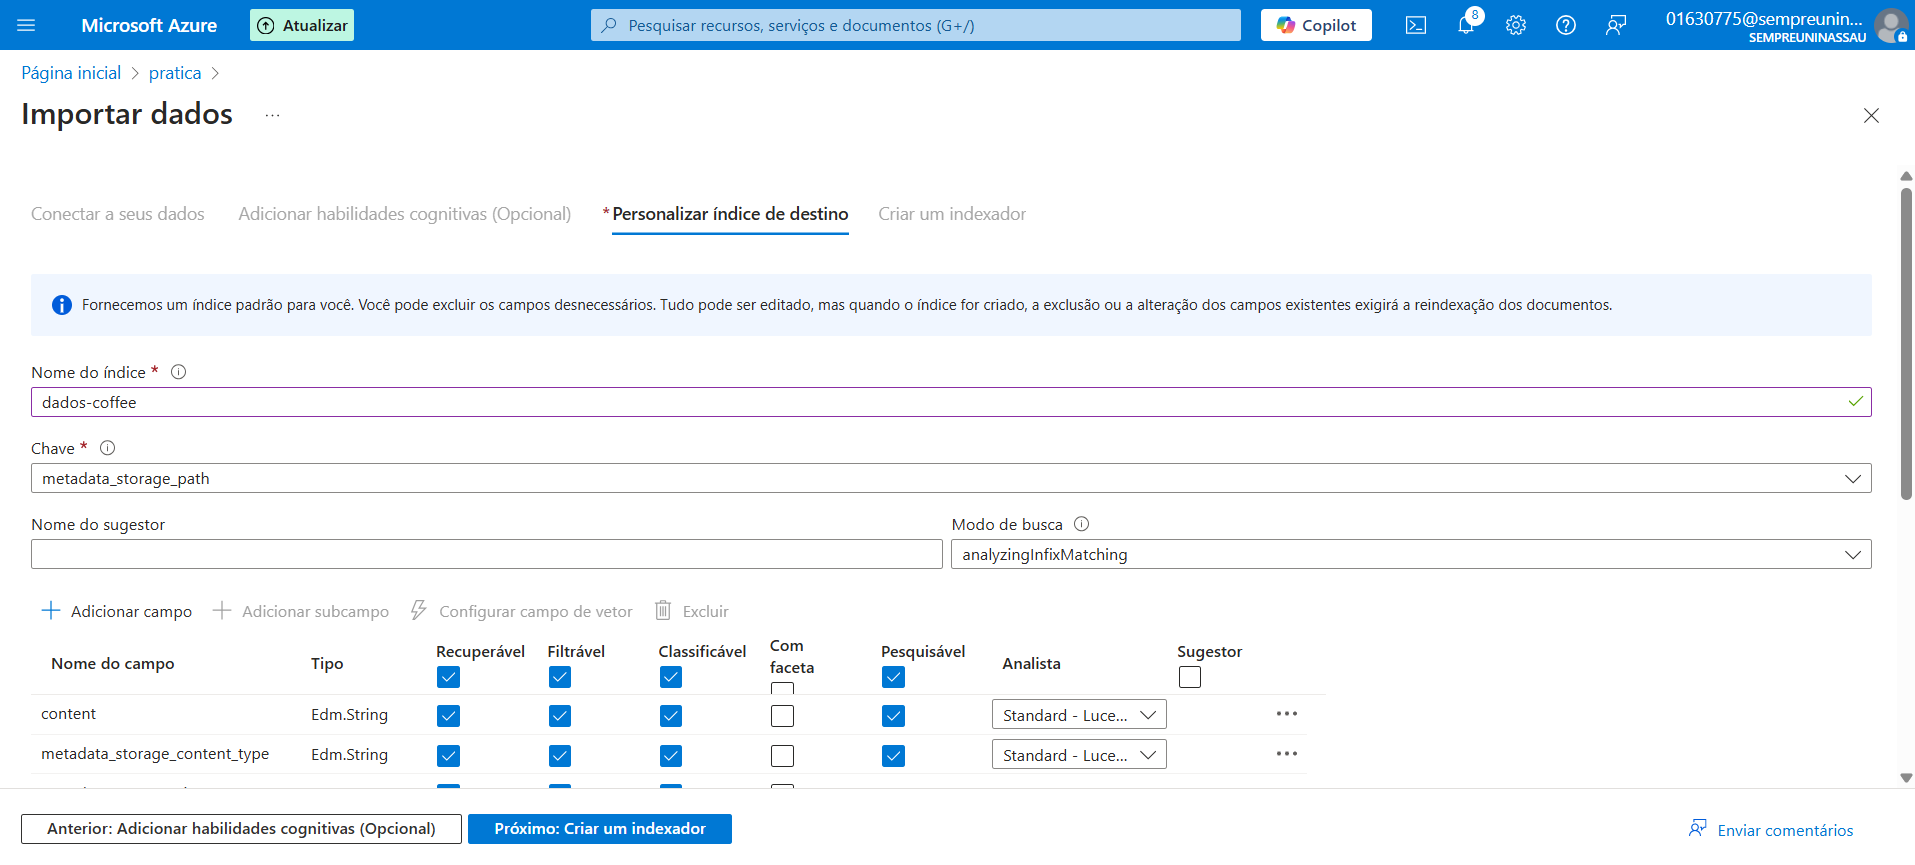 Microsoft Azure
Atualizar
Pesquisar recursos, serviços e documentos (G+/)
Copilot
8
01630775@sempreunin...
SEMPREUNINASSAU
Página inicial > pratica >
Importar dados ...
Conectar a seus dados
Adicionar habilidades cognitivas (Opcional)
* Personalizar índice de destino
Criar um indexador
Fornecemos um índice padrão para você. Você pode excluir os campos desnecessários. Tudo pode ser editado, mas quando o índice for criado, a exclusão ou a alteração dos campos existentes exigirá a reindexação dos documentos.
Nome do índice *
dados-coffee
Chave *
metadata_storage_path
Nome do sugestor
Modo de busca
analyzingInfixMatching
Adicionar campo
Adicionar subcampo
Configurar campo de vetor
Excluir
Nome do campo
Tipo
Recuperável
Filtrável
Classificável
Com faceta
Pesquisável
Analista
Sugestor
content
Edm.String
Standard - Luce...
metadata_storage_content_type
Edm.String
Standard - Luce...
Anterior: Adicionar habilidades cognitivas (Opcional)
Próximo: Criar um indexador
Enviar comentários